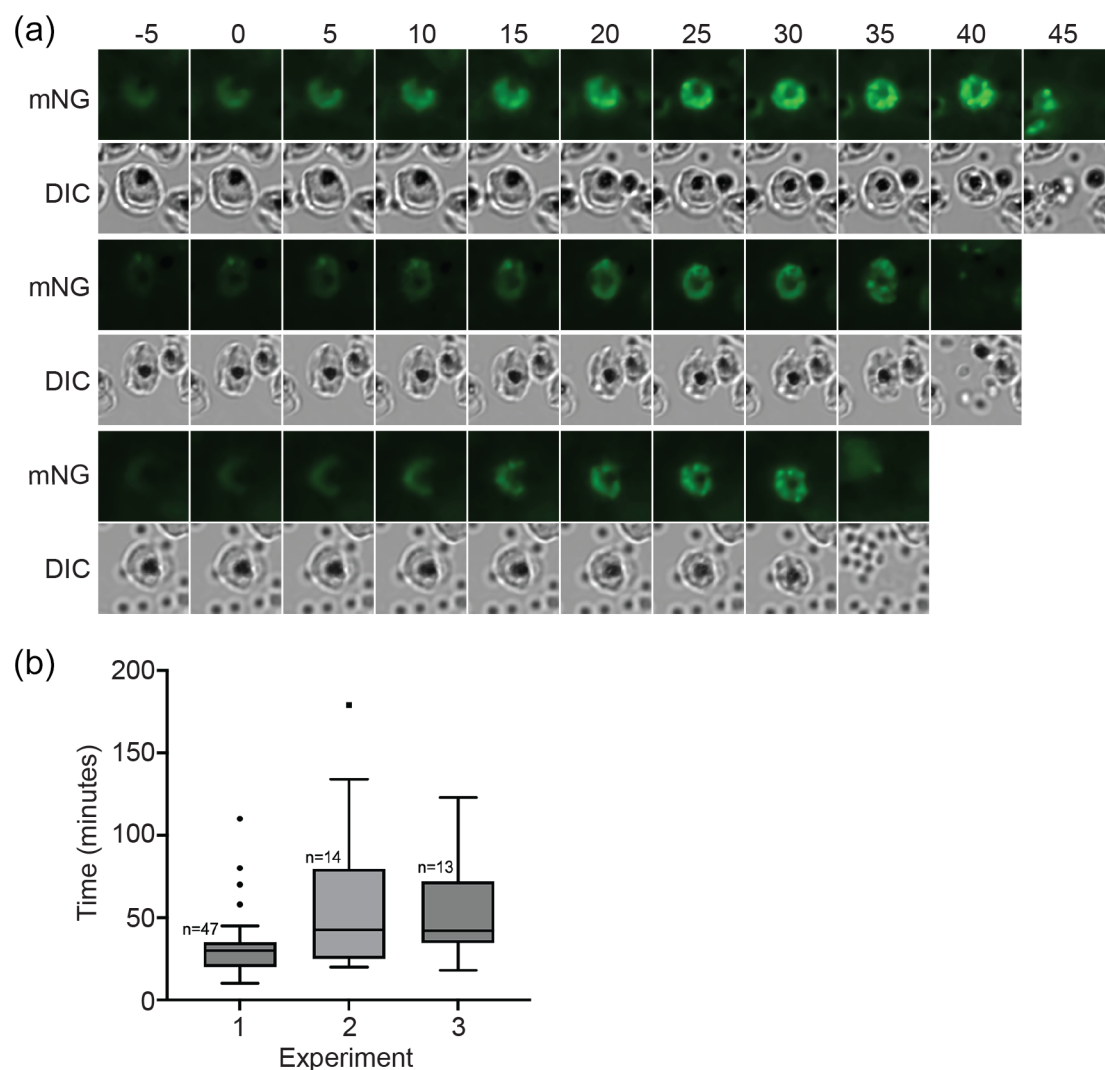 (a)
-5 0 5 10 15 20 25 30 35 40 45
mNG
DIC
mNG
DIC
mNG
DIC
(b)
200
150
100
50
0
Time (minutes)
n=47
n=14
n=13
1 2 3
Experiment